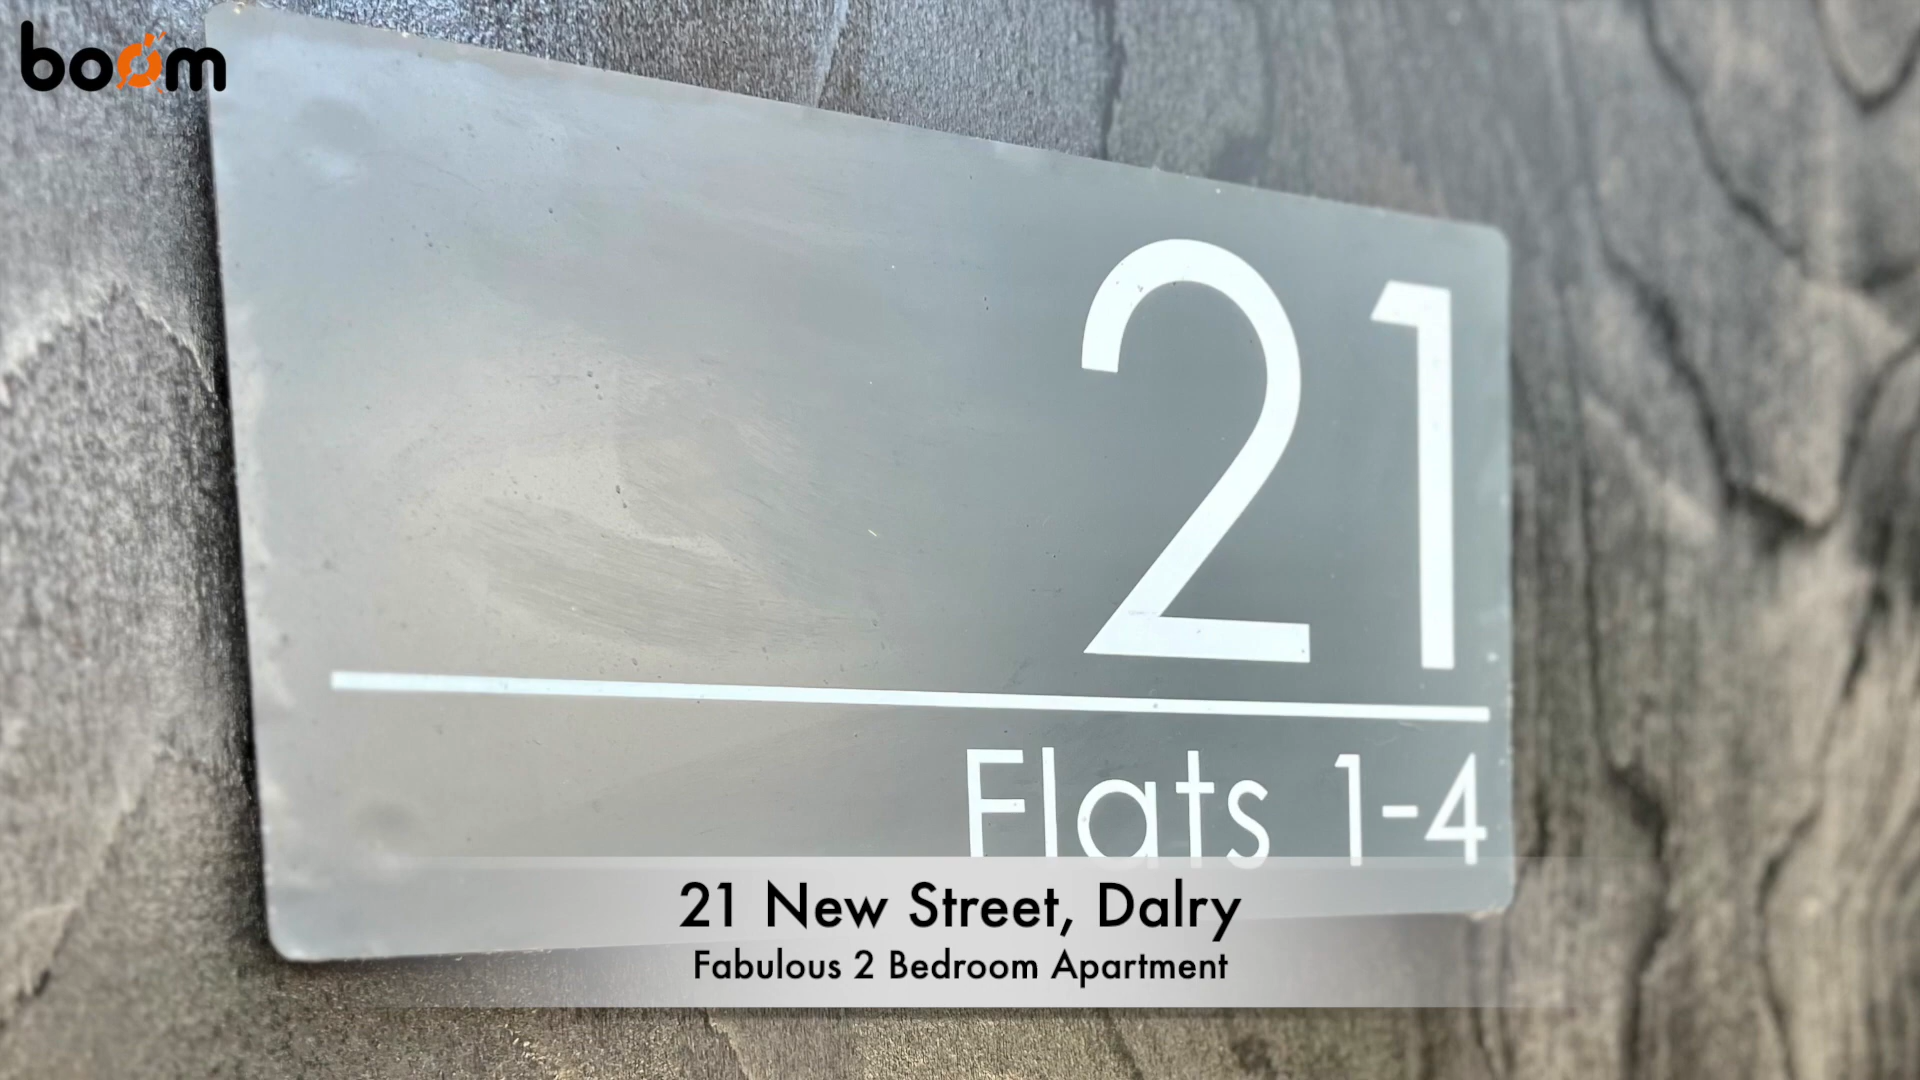 boom
21
Flats 1-4
21 New Street, Dalry
Fabulous 2 Bedroom Apartment